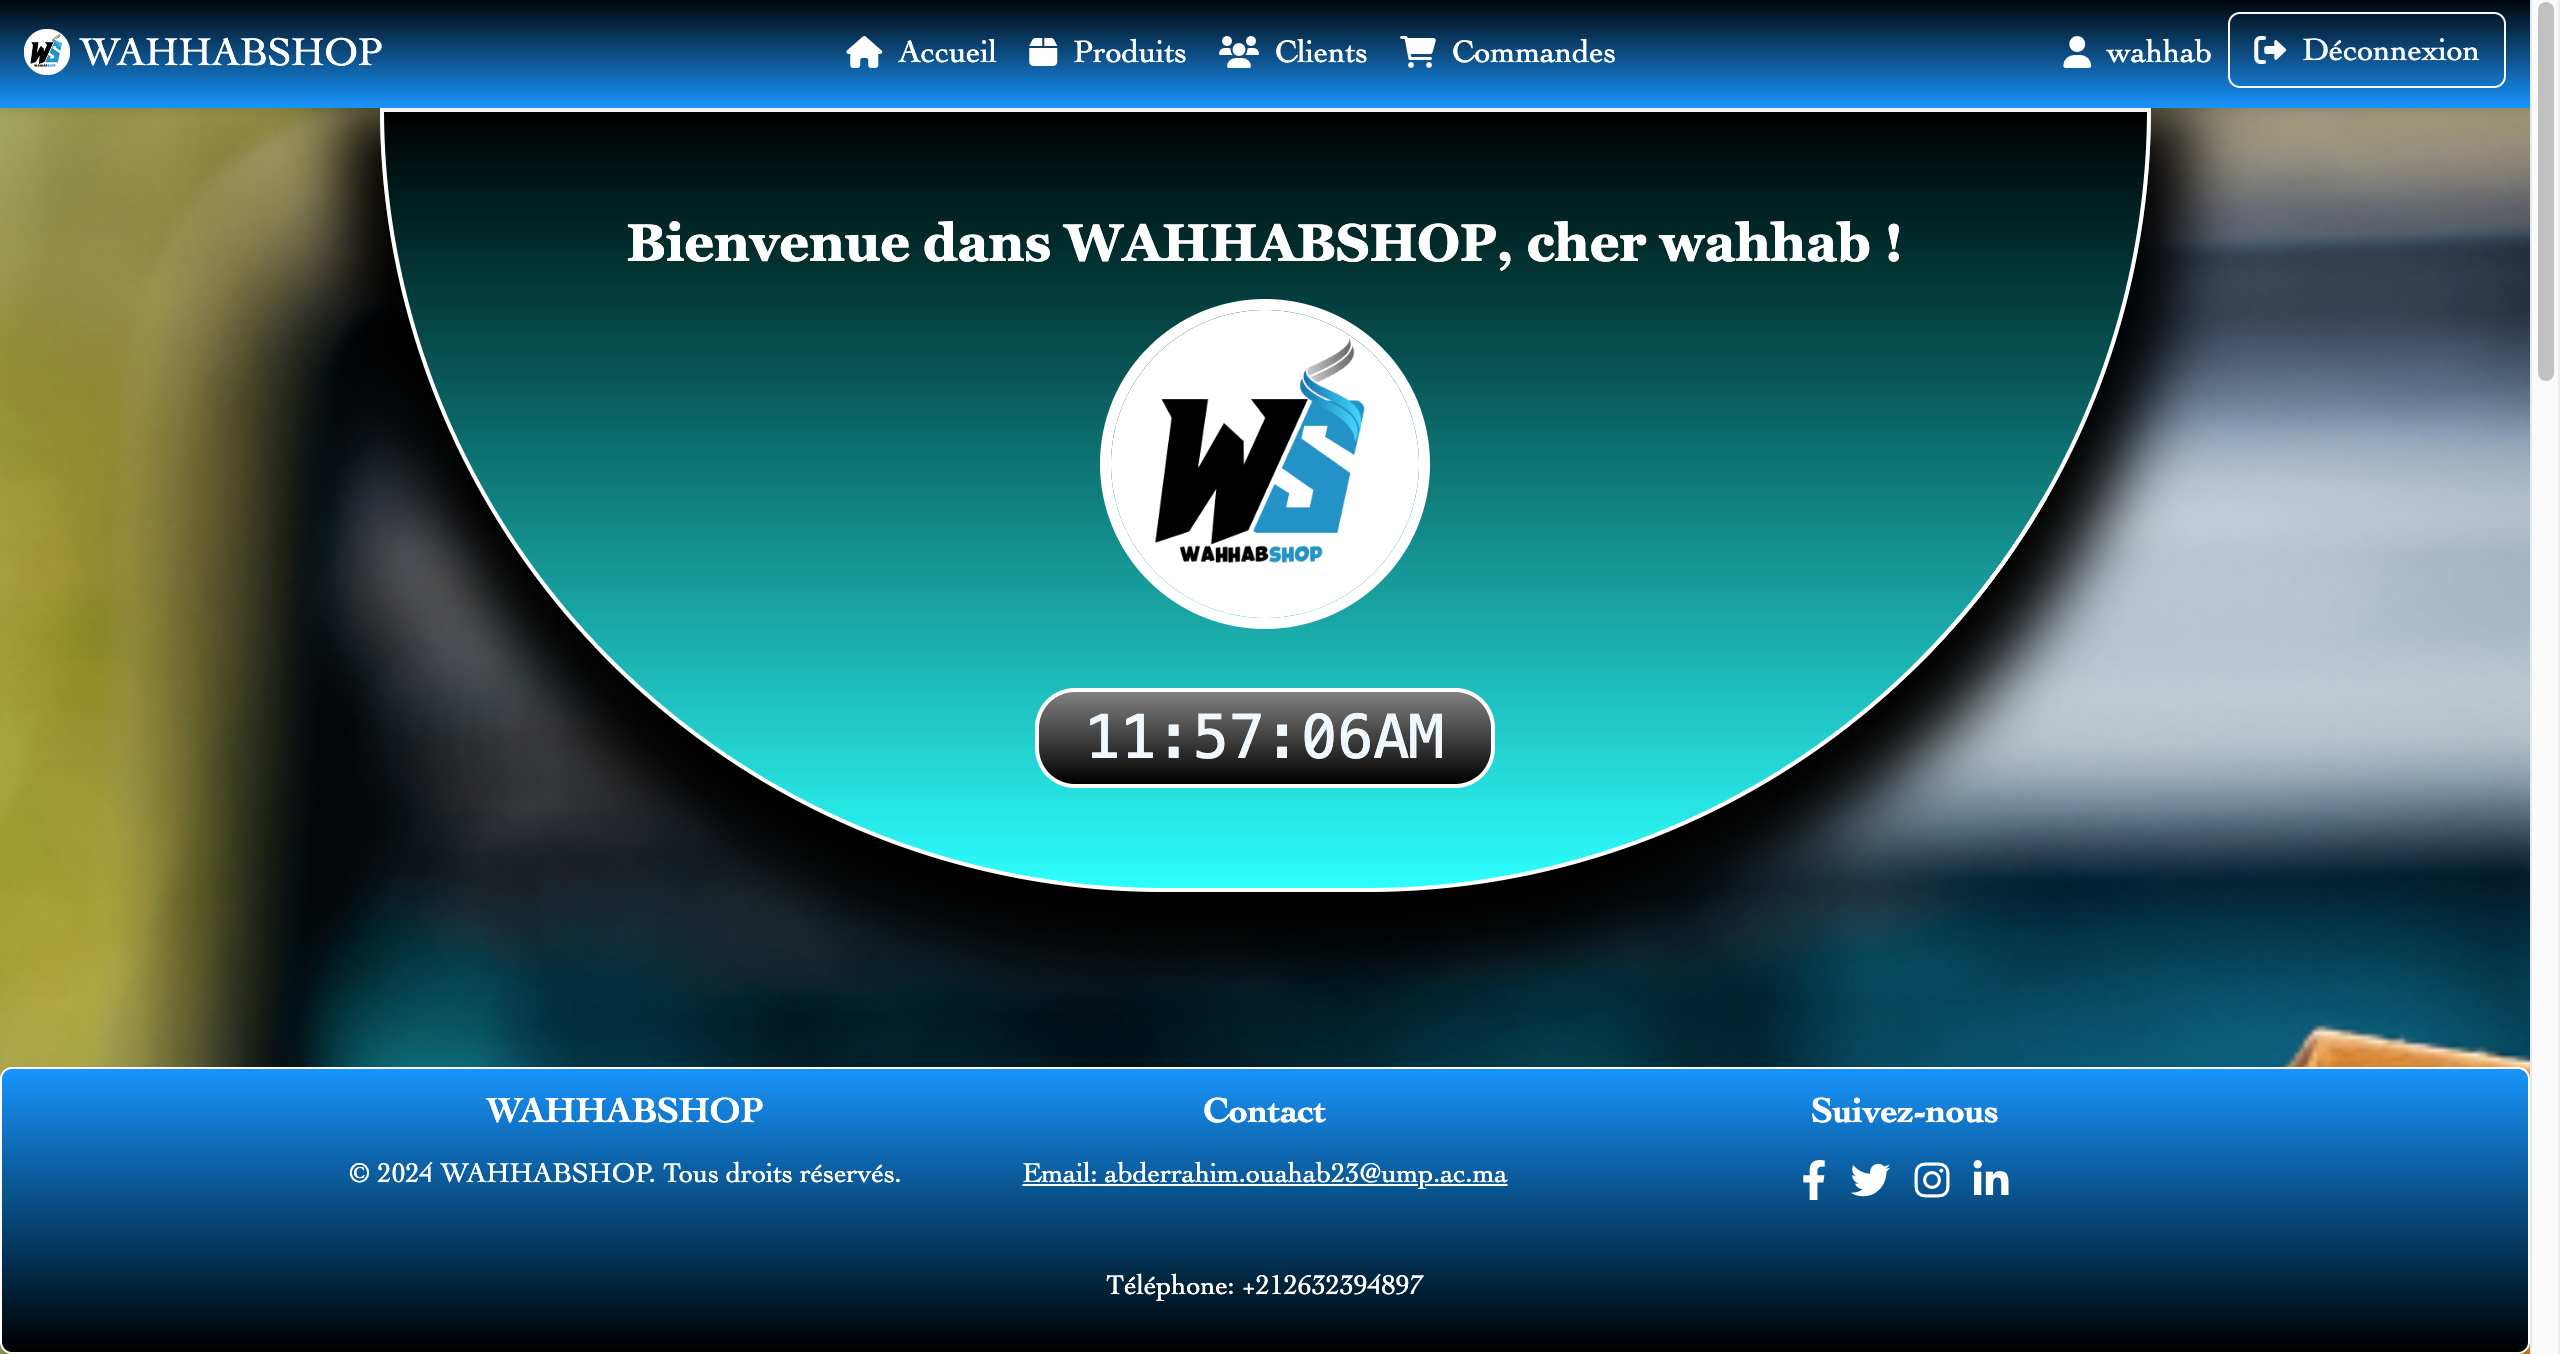 WAHHABSHOP
Accueil
Produits
Clients
Commandes
wahhab
Déconnexion
Bienvenue dans WAHHABSHOP, cher wahhab !
WS
WAHHABSHOP
11:57:06AM
WAHHABSHOP
© 2024 WAHHABSHOP. Tous droits réservés.
Contact
Email: abderrahim.ouahab23@ump.ac.ma
Téléphone: +212632394897
Suivez-nous